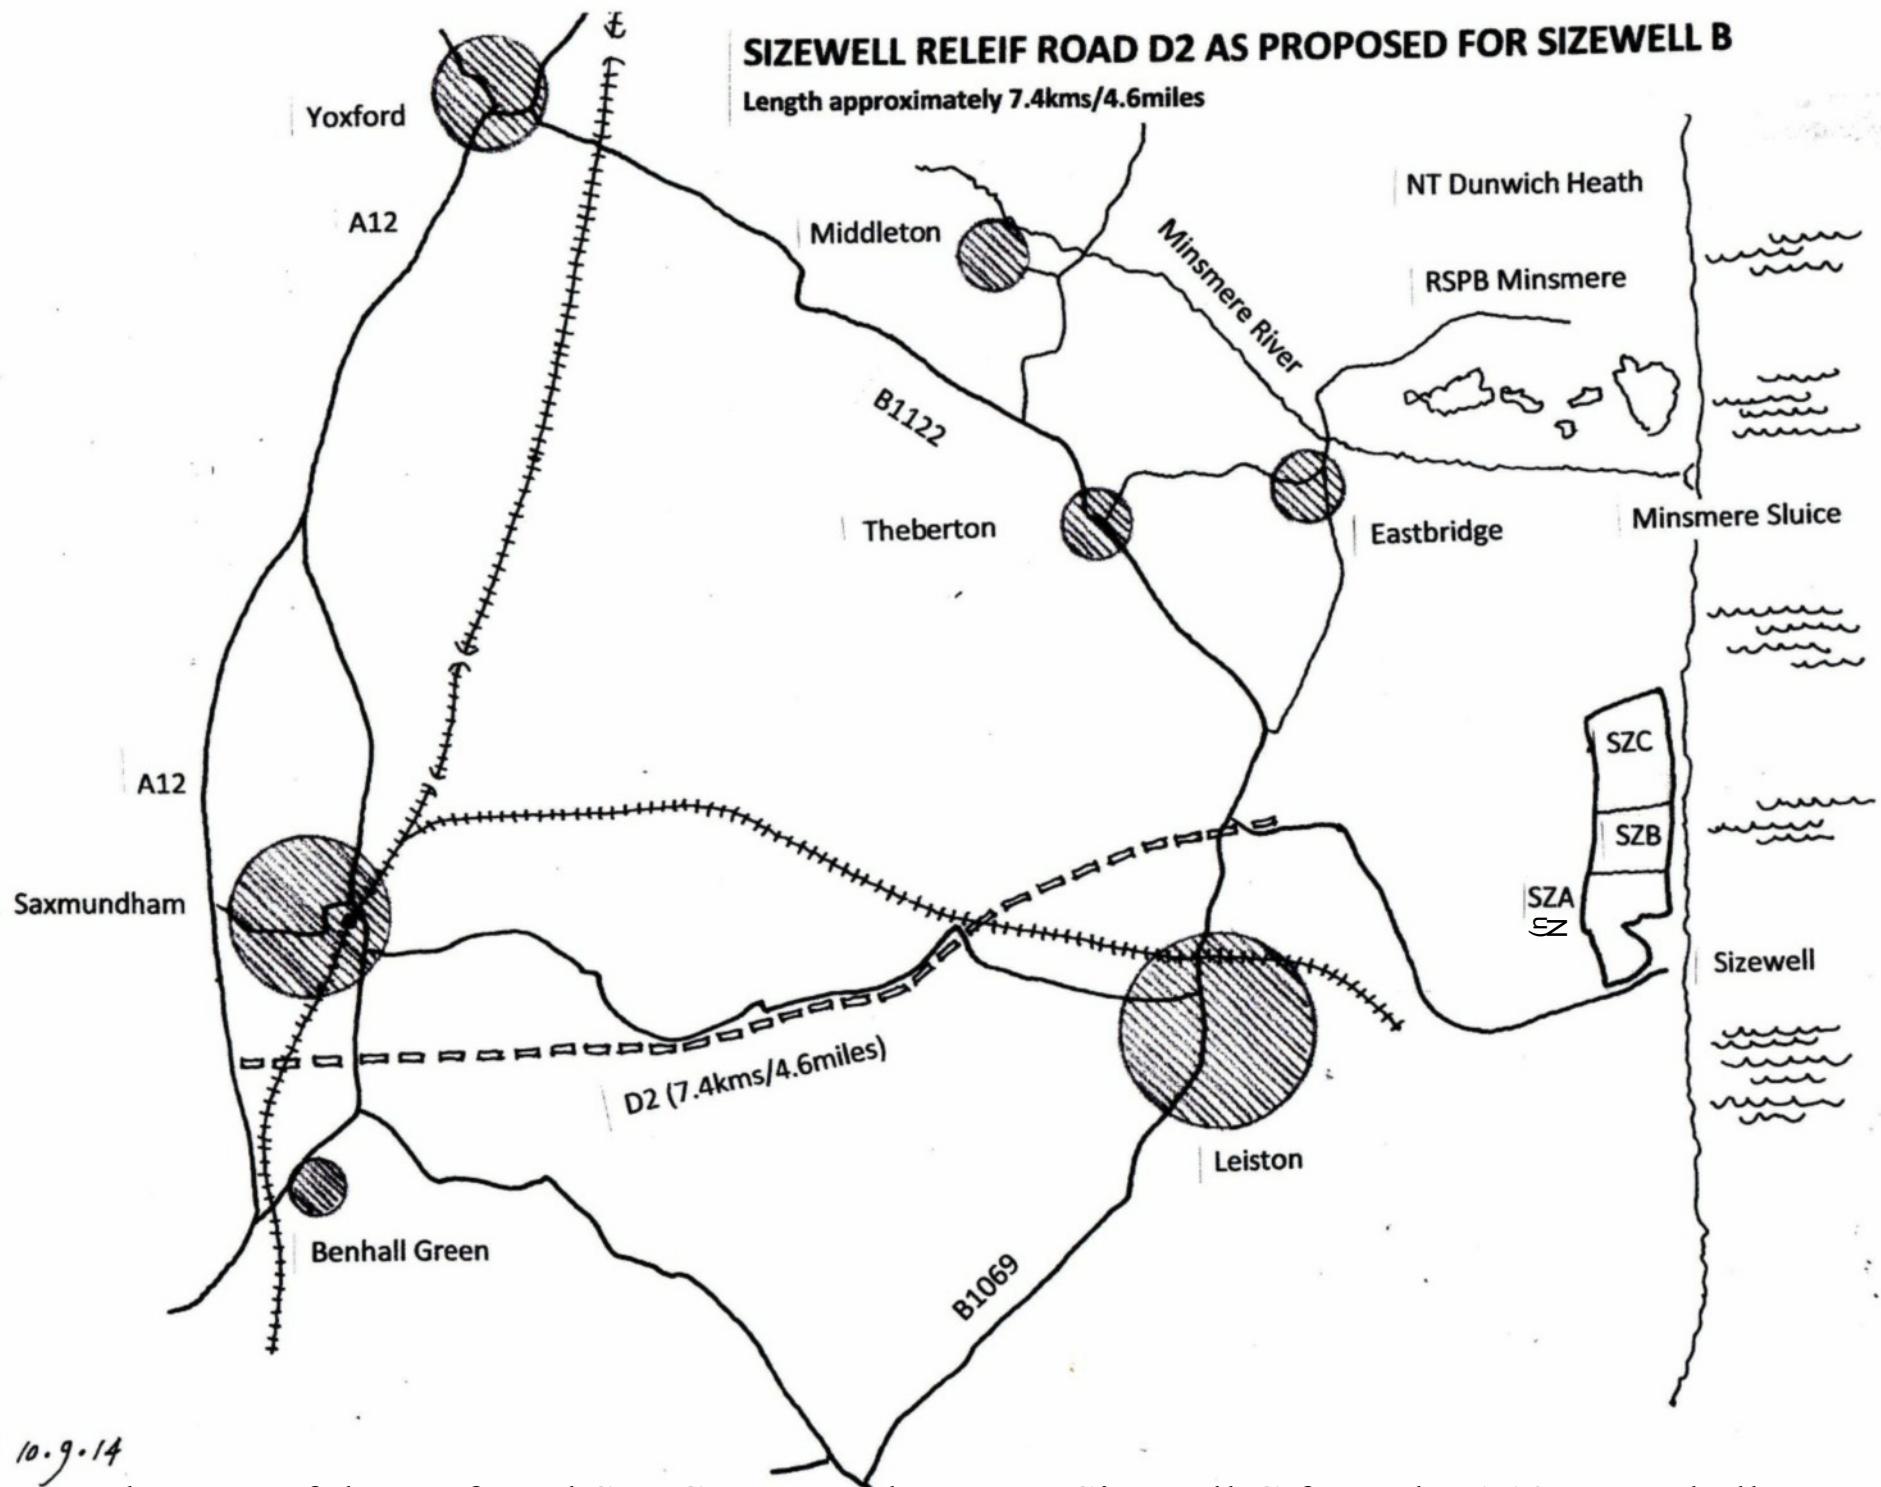 SIZEWELL RELEIF ROAD D2 AS PROPOSED FOR SIZEWELL B
Length approximately 7.4kms/4.6miles
Yoxford
A12
Middleton
Minsmere River
NT Dunwich Heath
RSPB Minsmere
B1122
Theberton
Eastbridge
Minsmere Sluice
A12
SZC
SZB
SZA
Saxmundham
Sizewell
D2 (7.4kms/4.6miles)
Leiston
Benhall Green
B1069
10.9.14